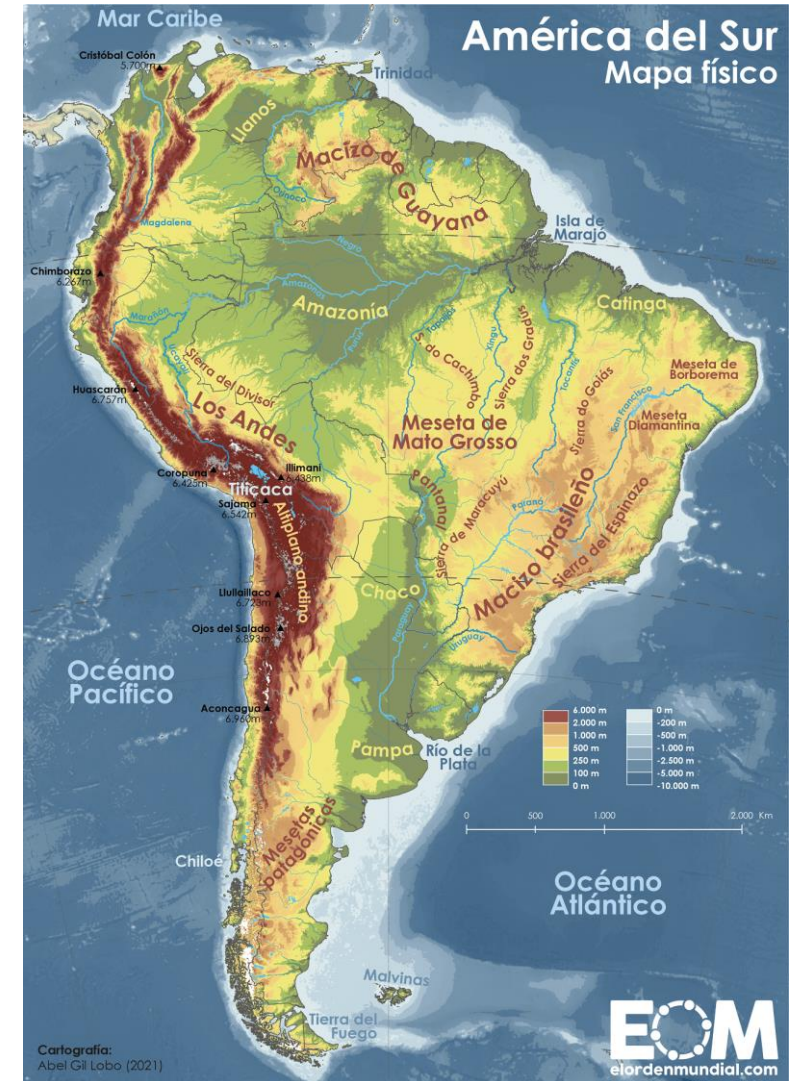 Mar Caribe
América del Sur
Mapa físico
Cristóbal Colón
5.700m
Trinidad
Llanos
Macizo de
Guayana
Orinoco
Magdalena
Isla de
Marajó
Negro
Ecuador
Chimborazo
6.267m
Amazonas
Amazonía
Catinga
Marañón
Ucayali
Purús
Tapajós
Xingu
Tocantis
S. do Cachimbo
Sierra dos Grapus
Sierra del Divisor
Meseta de
Borborema
Huascarán
6.757m
Los Andes
Meseta de
Mato Grosso
Sierra do Goiás
San Francisco
Meseta
Diamantina
Coropuna
6.425m
Illimani
6.438m
Titicaca
Sajama
6.542m
Altiplano andino
Pantanal
Sierra de Maracuyú
Paraná
Macizo brasileño
Sierra del Espinazo
Llullaillaco
6.723m
Chaco
Paraguay
Ojos del Salado
6.893m
Uruguay
Océano
Pacífico
Aconcagua
6.960m
Pampa
Río de la
Plata
6.000 m
2.000 m
1.000 m
500 m
250 m
100 m
0 m
0 m
-200 m
-500 m
-1.000 m
-2.500 m
-5.000 m
-10.000 m
0 500 1.000 2.000 Km
Mesetas
patagónicas
Chiloé
Océano
Atlántico
Malvinas
Tierra del
Fuego
EOM
elordenmundial.com
Cartografía:
Abel Gil Lobo (2021)